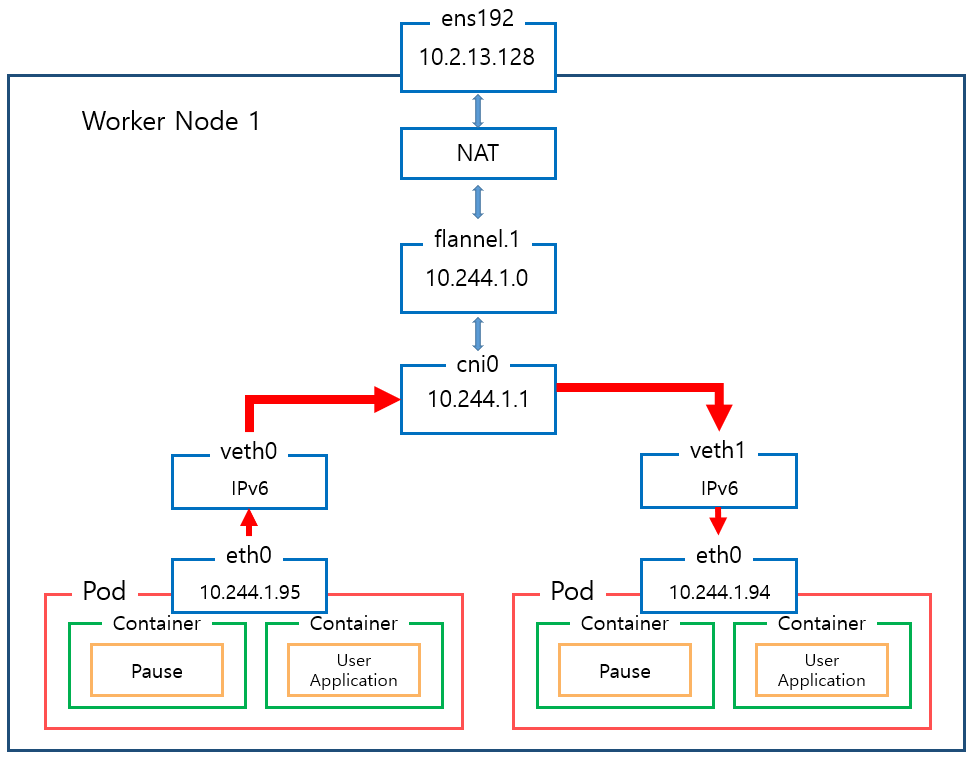 ens192
10.2.13.128
Worker Node 1
NAT
flannel.1
10.244.1.0
cni0
10.244.1.1
veth0
IPv6
veth1
IPv6
eth0
10.244.1.95
eth0
10.244.1.94
Pod
Container
Pause
Container
User
Application
Pod
Container
Pause
Container
User
Application